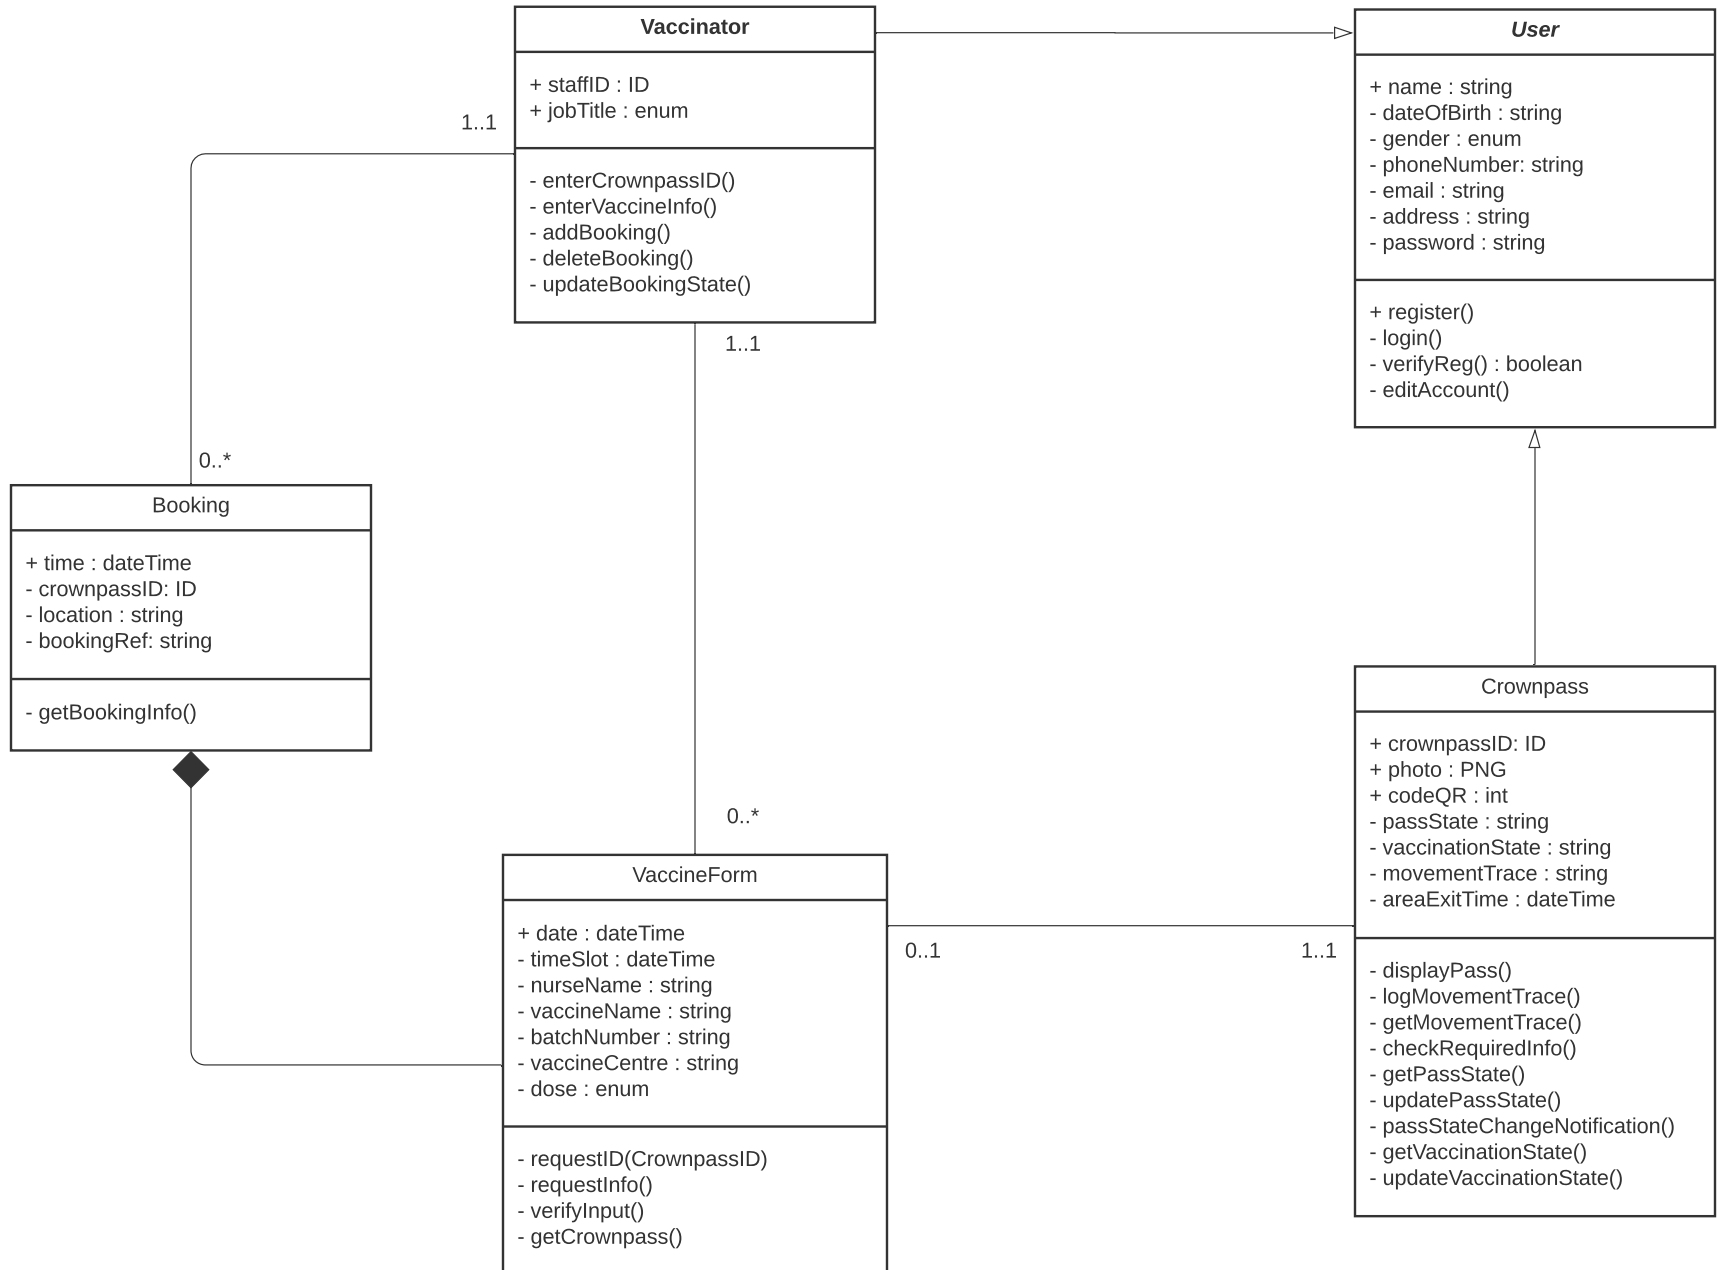 Vaccinator
+ staffID : ID
+ jobTitle : enum
- enterCrownpassID()
- enterVaccineInfo()
- addBooking()
- deleteBooking()
- updateBookingState()
User
+ name : string
- dateOfBirth : string
- gender : enum
- phoneNumber: string
- email : string
- address : string
- password : string
+ register()
- login()
- verifyReg() : boolean
- editAccount()
1..1
1..1
0..*
Booking
+ time : dateTime
- crownpassID: ID
- location : string
- bookingRef: string
- getBookingInfo()
0..*
VaccineForm
+ date : dateTime
- timeSlot : dateTime
- nurseName : string
- vaccineName : string
- batchNumber : string
- vaccineCentre : string
- dose : enum
- requestID(CrownpassID)
- requestInfo()
- verifyInput()
- getCrownpass()
0..1
1..1
Crownpass
+ crownpassID: ID
+ photo : PNG
+ codeQR : int
- passState : string
- vaccinationState : string
- movementTrace : string
- areaExitTime : dateTime
- displayPass()
- logMovementTrace()
- getMovementTrace()
- checkRequiredInfo()
- getPassState()
- updatePassState()
- passStateChangeNotification()
- getVaccinationState()
- updateVaccinationState()